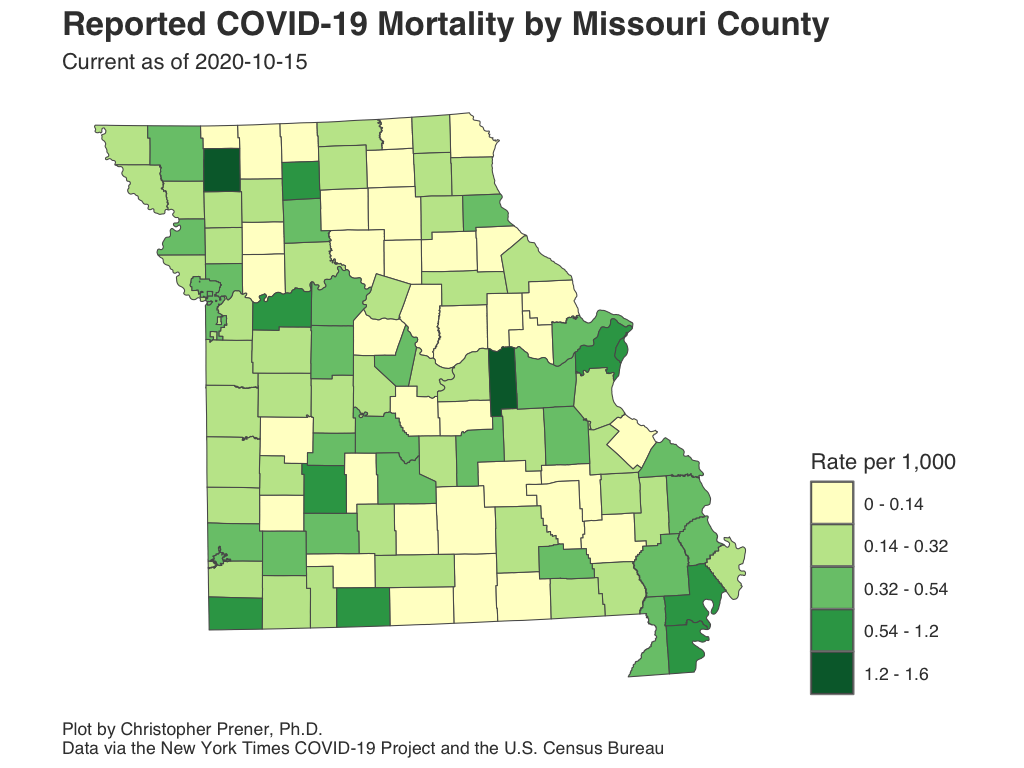 Reported COVID-19 Mortality by Missouri County
Current as of 2020-10-15
Rate per 1,000
0 - 0.14
0.14 - 0.32
0.32 - 0.54
0.54 - 1.2
1.2 - 1.6
Plot by Christopher Prener, Ph.D.
Data via the New York Times COVID-19 Project and the U.S. Census Bureau